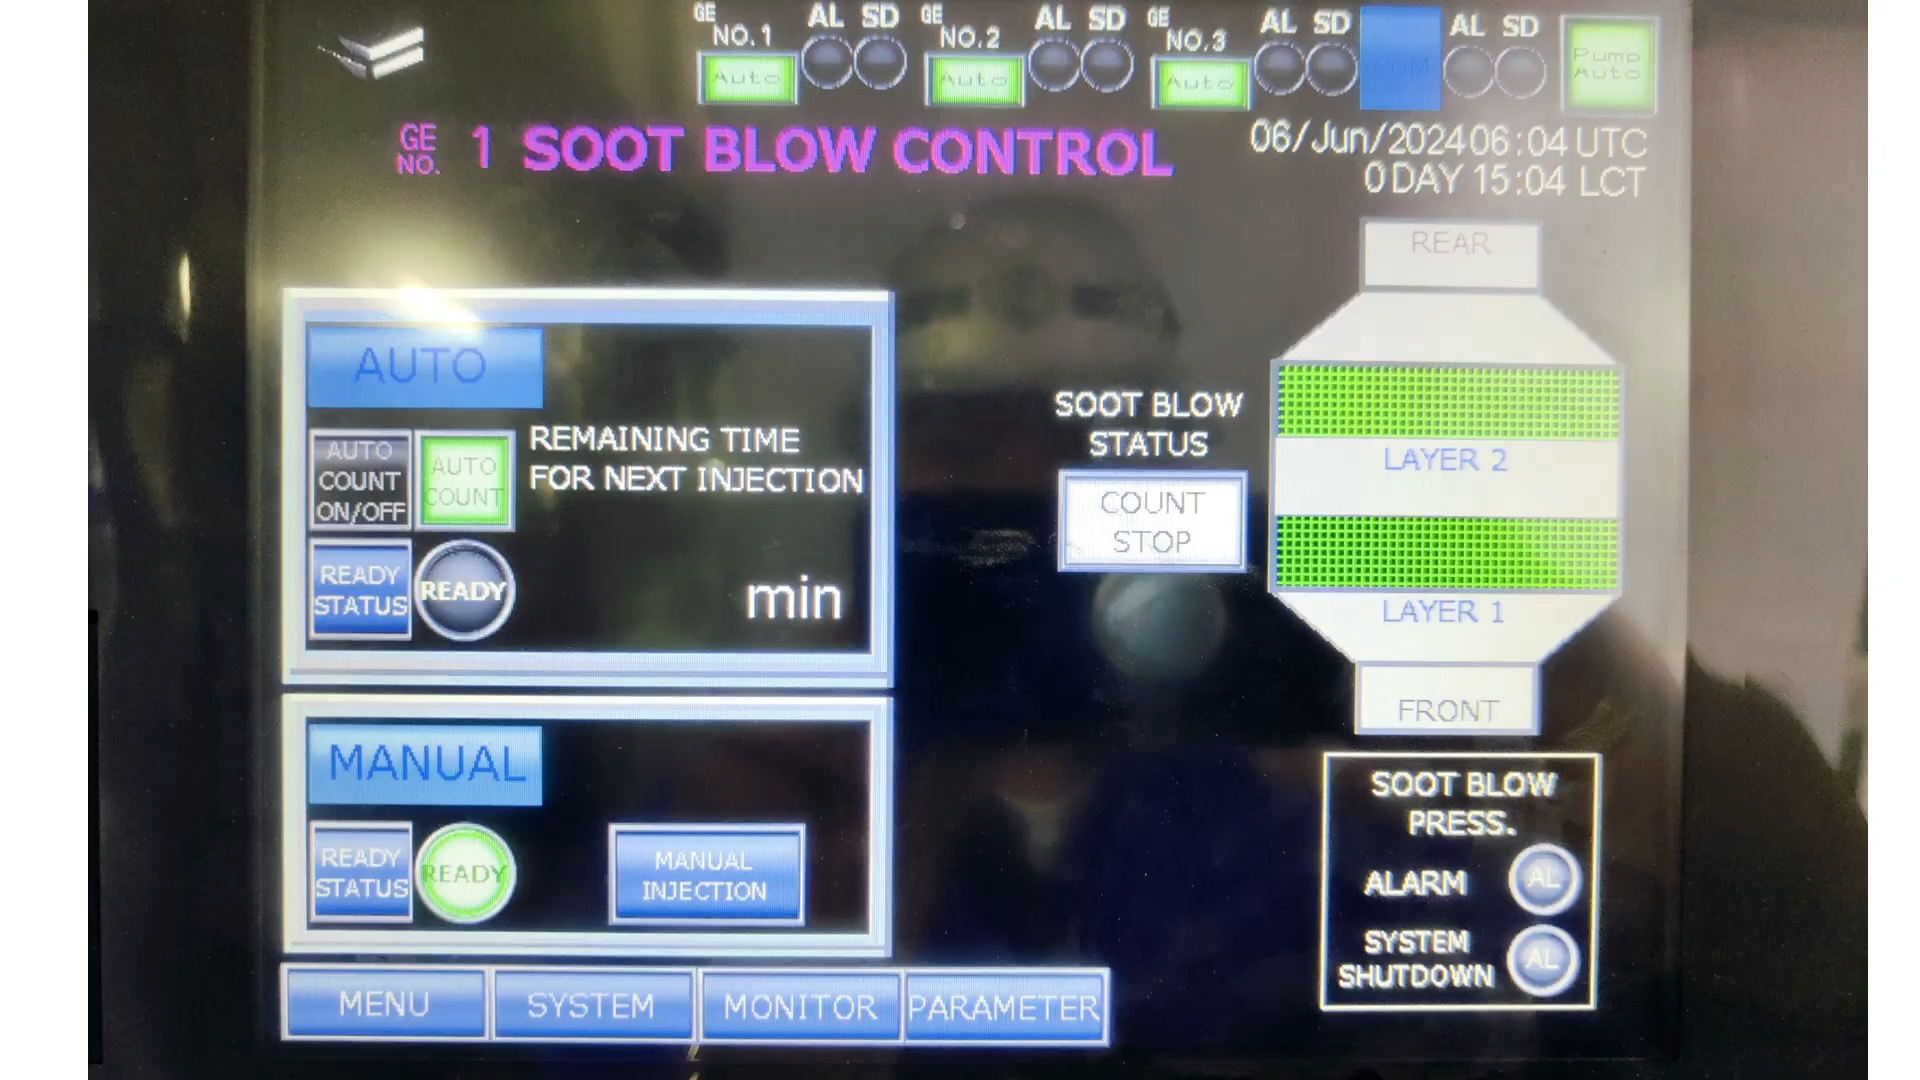 GE NO.1 AL SD GE NO.2 AL SD GE NO.3 AL SD COM AL SD Pump Auto
Auto Auto Auto
GE NO. 1 SOOT BLOW CONTROL
06/Jun/2024 06:04 UTC
0 DAY 15:04 LCT
REAR
AUTO
AUTO COUNT ON/OFF
AUTO COUNT
REMAINING TIME
FOR NEXT INJECTION
READY STATUS
READY
min
SOOT BLOW
STATUS
COUNT
STOP
LAYER 2
LAYER 1
FRONT
MANUAL
READY STATUS
READY
MANUAL
INJECTION
SOOT BLOW
PRESS.
ALARM AL
SYSTEM
SHUTDOWN AL
MENU SYSTEM MONITOR PARAMETER